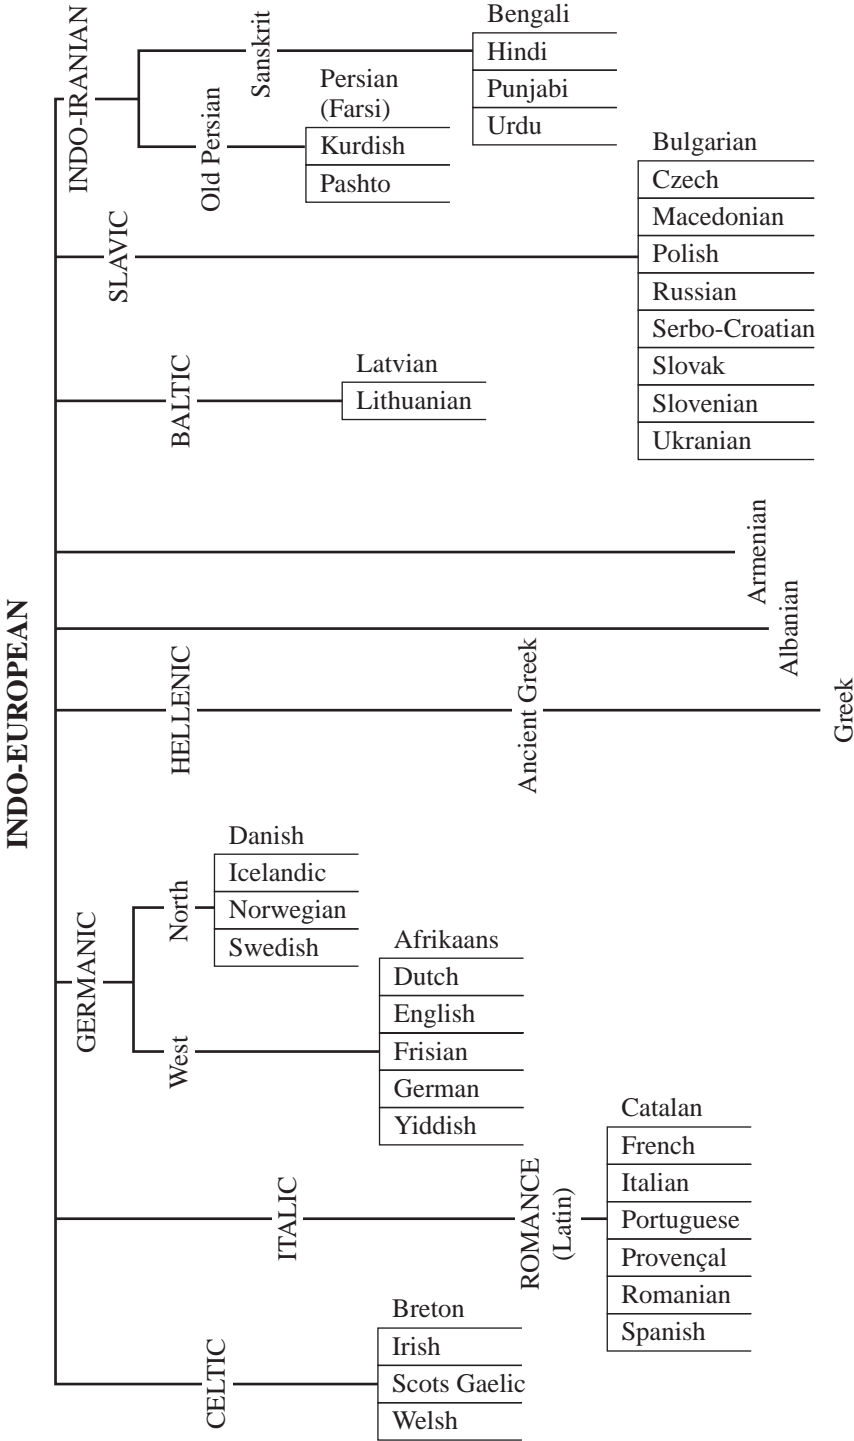 INDO-EUROPEAN
INDO-IRANIAN
Sanskrit
Bengali
Hindi
Punjabi
Urdu
Old Persian
Persian
(Farsi)
Kurdish
Pashto
SLAVIC
Bulgarian
Czech
Macedonian
Polish
Russian
Serbo-Croatian
Slovak
Slovenian
Ukranian
BALTIC
Latvian
Lithuanian
Armenian
Albanian
HELLENIC
Ancient Greek
Greek
GERMANIC
North
Danish
Icelandic
Norwegian
Swedish
West
Afrikaans
Dutch
English
Frisian
German
Yiddish
ITALIC
ROMANCE
(Latin)
Catalan
French
Italian
Portuguese
Provençal
Romanian
Spanish
CELTIC
Breton
Irish
Scots Gaelic
Welsh